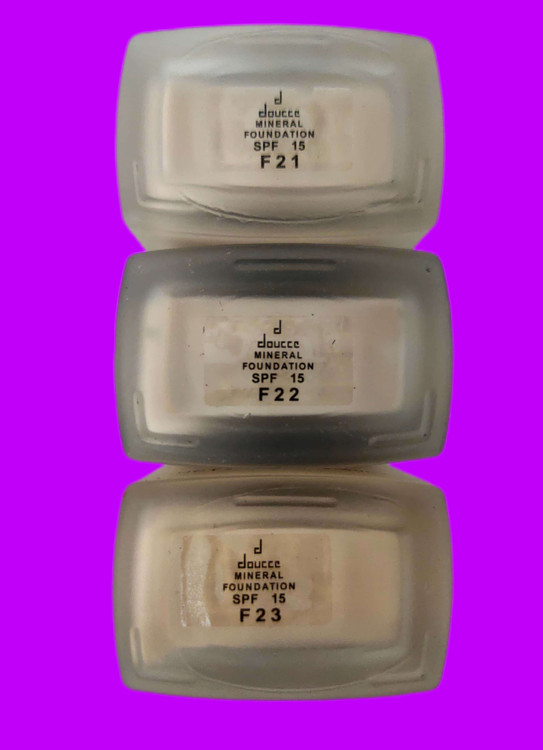 d
doucce
MINERAL
FOUNDATION
SPF 15
F21
d
doucce
MINERAL
FOUNDATION
SPF 15
F22
d
doucce
MINERAL
FOUNDATION
SPF 15
F23